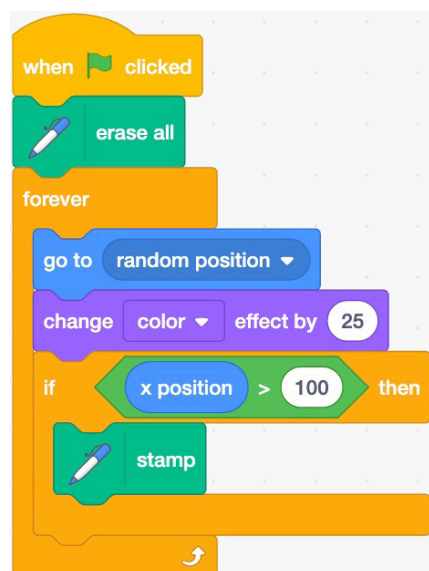 when clicked
erase all
forever
go to random position
change color effect by 25
if x position > 100 then
stamp